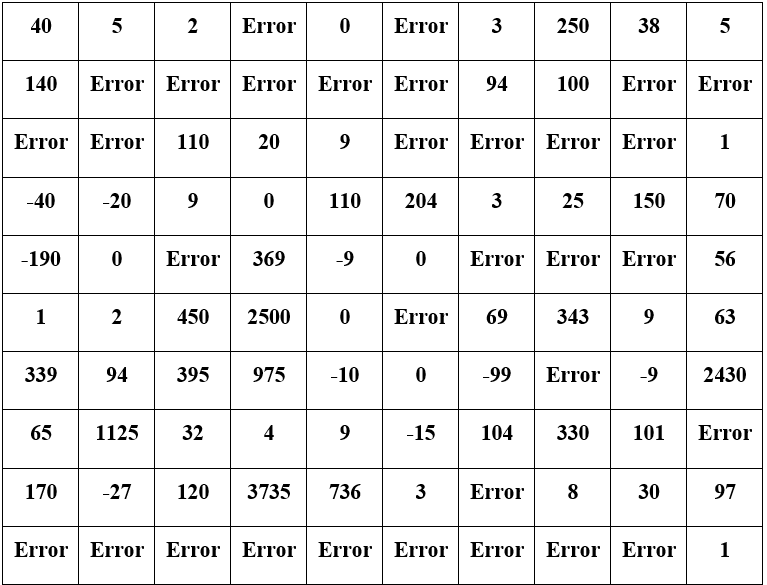 40 5 2 Error 0 Error 3 250 38 5
140 Error Error Error Error Error 94 100 Error Error
Error Error 110 20 9 Error Error Error Error 1
-40 -20 9 0 110 204 3 25 150 70
-190 0 Error 369 -9 0 Error Error Error 56
1 2 450 2500 0 Error 69 343 9 63
339 94 395 975 -10 0 -99 Error -9 2430
65 1125 32 4 9 -15 104 330 101 Error
170 -27 120 3735 736 3 Error 8 30 97
Error Error Error Error Error Error Error Error Error 1